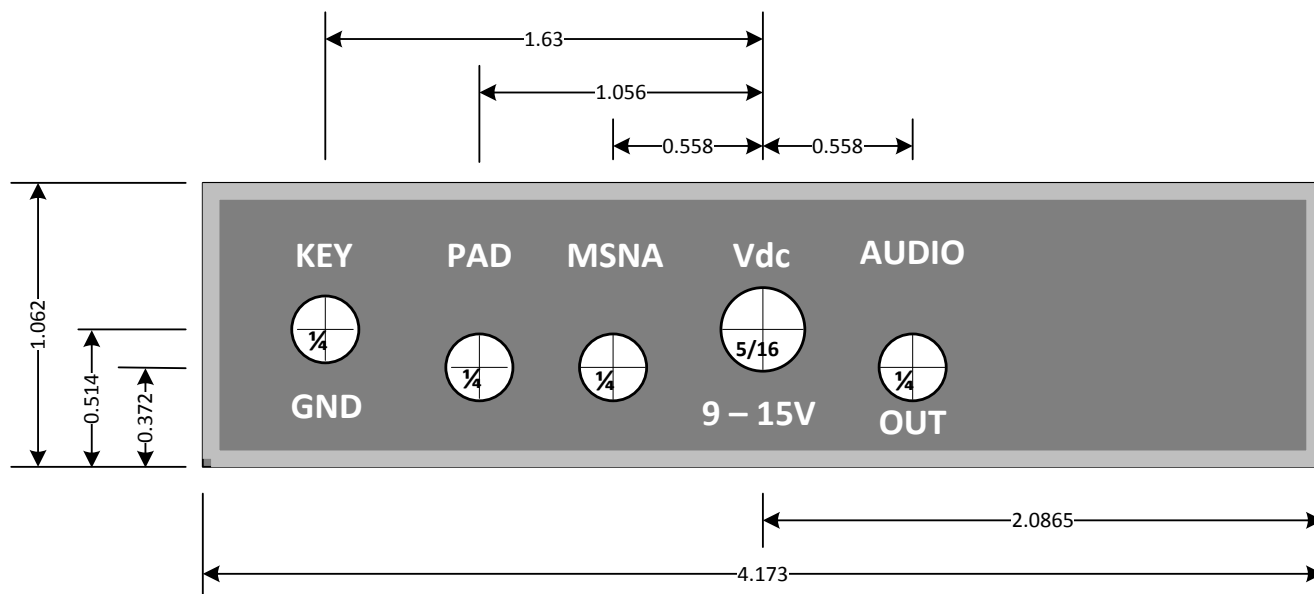 1.63
1.056
0.558 0.558
KEY PAD MSNA Vdc AUDIO
1.062
0.514
0.372
¼ ¼ ¼ 5/16 ¼
GND 9 – 15V OUT
2.0865
4.173